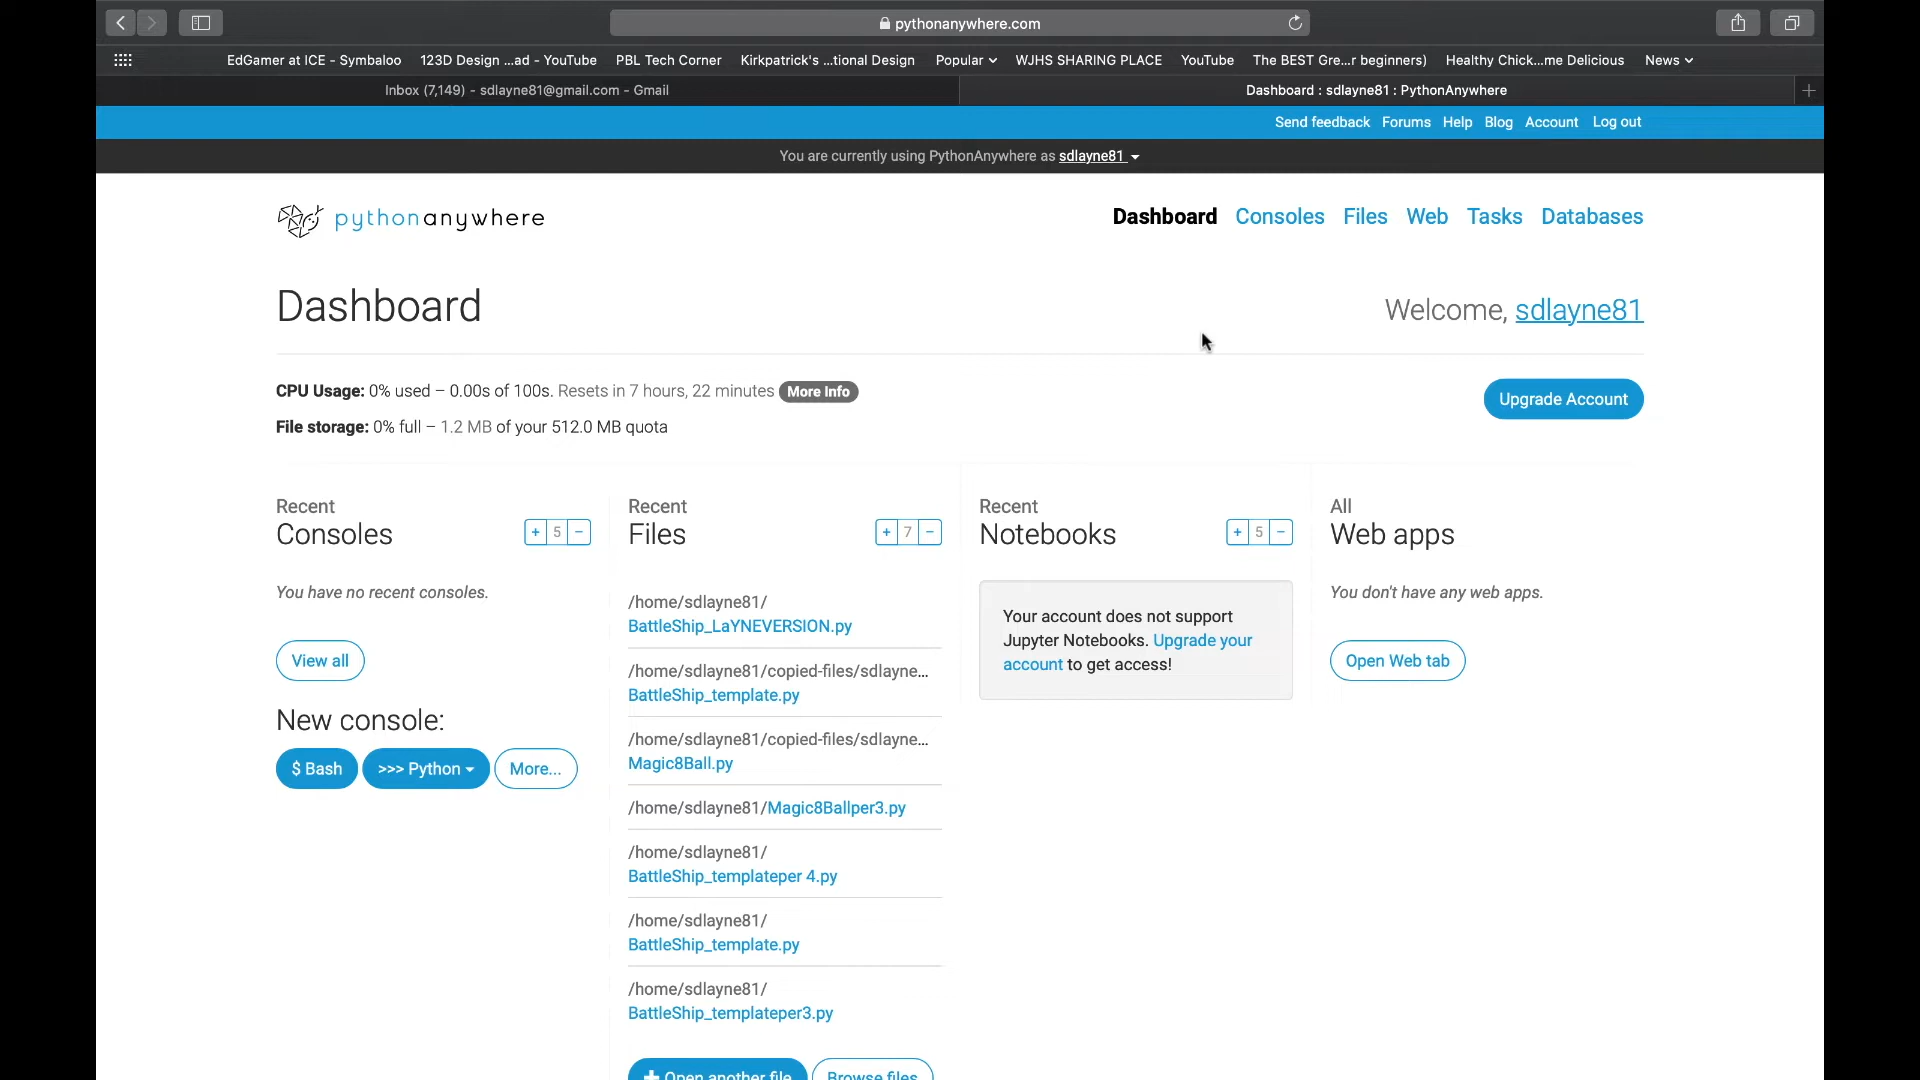 pythonanywhere.com
EdGamer at ICE - Symbaloo 123D Design ...ad - YouTube PBL Tech Corner Kirkpatrick's ...tional Design Popular WJHS SHARING PLACE YouTube The BEST Gre...r beginners) Healthy Chick...me Delicious News
Inbox (7,149) - sdlayne81@gmail.com - Gmail Dashboard : sdlayne81 : PythonAnywhere
Send feedback Forums Help Blog Account Log out
You are currently using PythonAnywhere as sdlayne81
pythonanywhere
Dashboard Consoles Files Web Tasks Databases
Dashboard
Welcome, sdlayne81
CPU Usage: 0% used – 0.00s of 100s. Resets in 7 hours, 22 minutes More Info
Upgrade Account
File storage: 0% full – 1.2 MB of your 512.0 MB quota
Recent
Consoles
+ 5 −
You have no recent consoles.
View all
New console:
$ Bash >>> Python More...
Recent
Files
+ 7 −
/home/sdlayne81/
BattleShip_LaYNEVERSION.py
/home/sdlayne81/copied-files/sdlayne...
BattleShip_template.py
/home/sdlayne81/copied-files/sdlayne...
Magic8Ball.py
/home/sdlayne81/Magic8Ballper3.py
/home/sdlayne81/
BattleShip_templateper 4.py
/home/sdlayne81/
BattleShip_template.py
/home/sdlayne81/
BattleShip_templateper3.py
+ Open another file Browse files
Recent
Notebooks
+ 5 −
Your account does not support
Jupyter Notebooks. Upgrade your
account to get access!
All
Web apps
You don't have any web apps.
Open Web tab